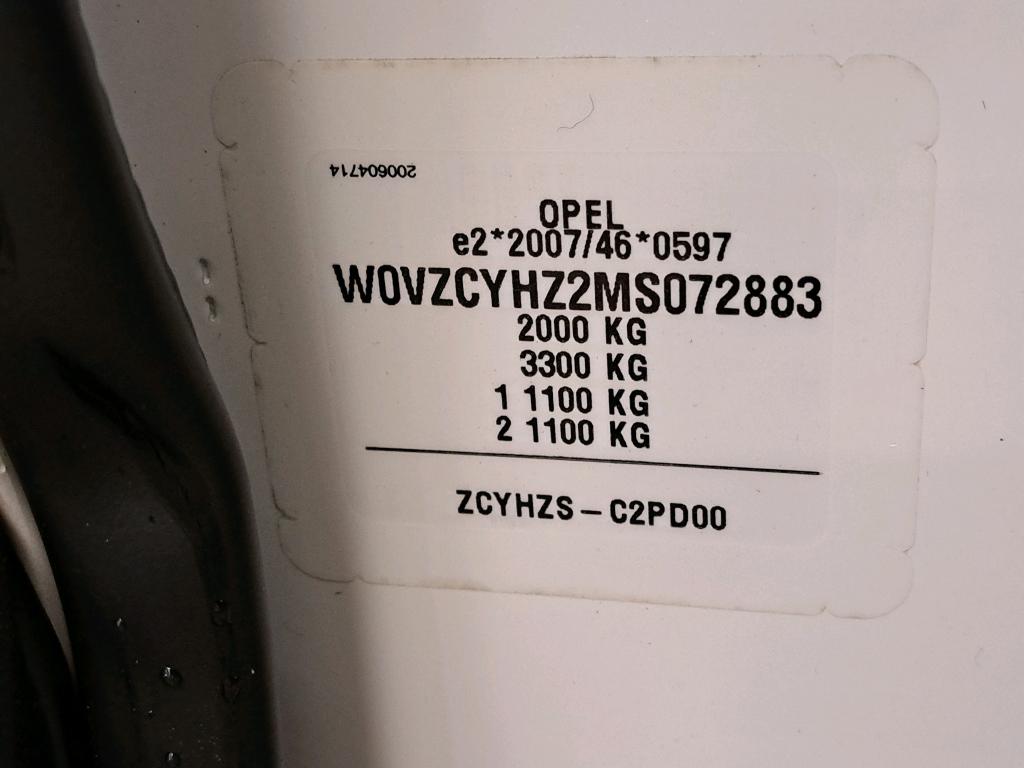 200604714
OPEL
e2*2007/46*0597
W0VZCYHZ2MS072883
2000 KG
3300 KG
1 1100 KG
2 1100 KG
ZCYHZS – C2PD00